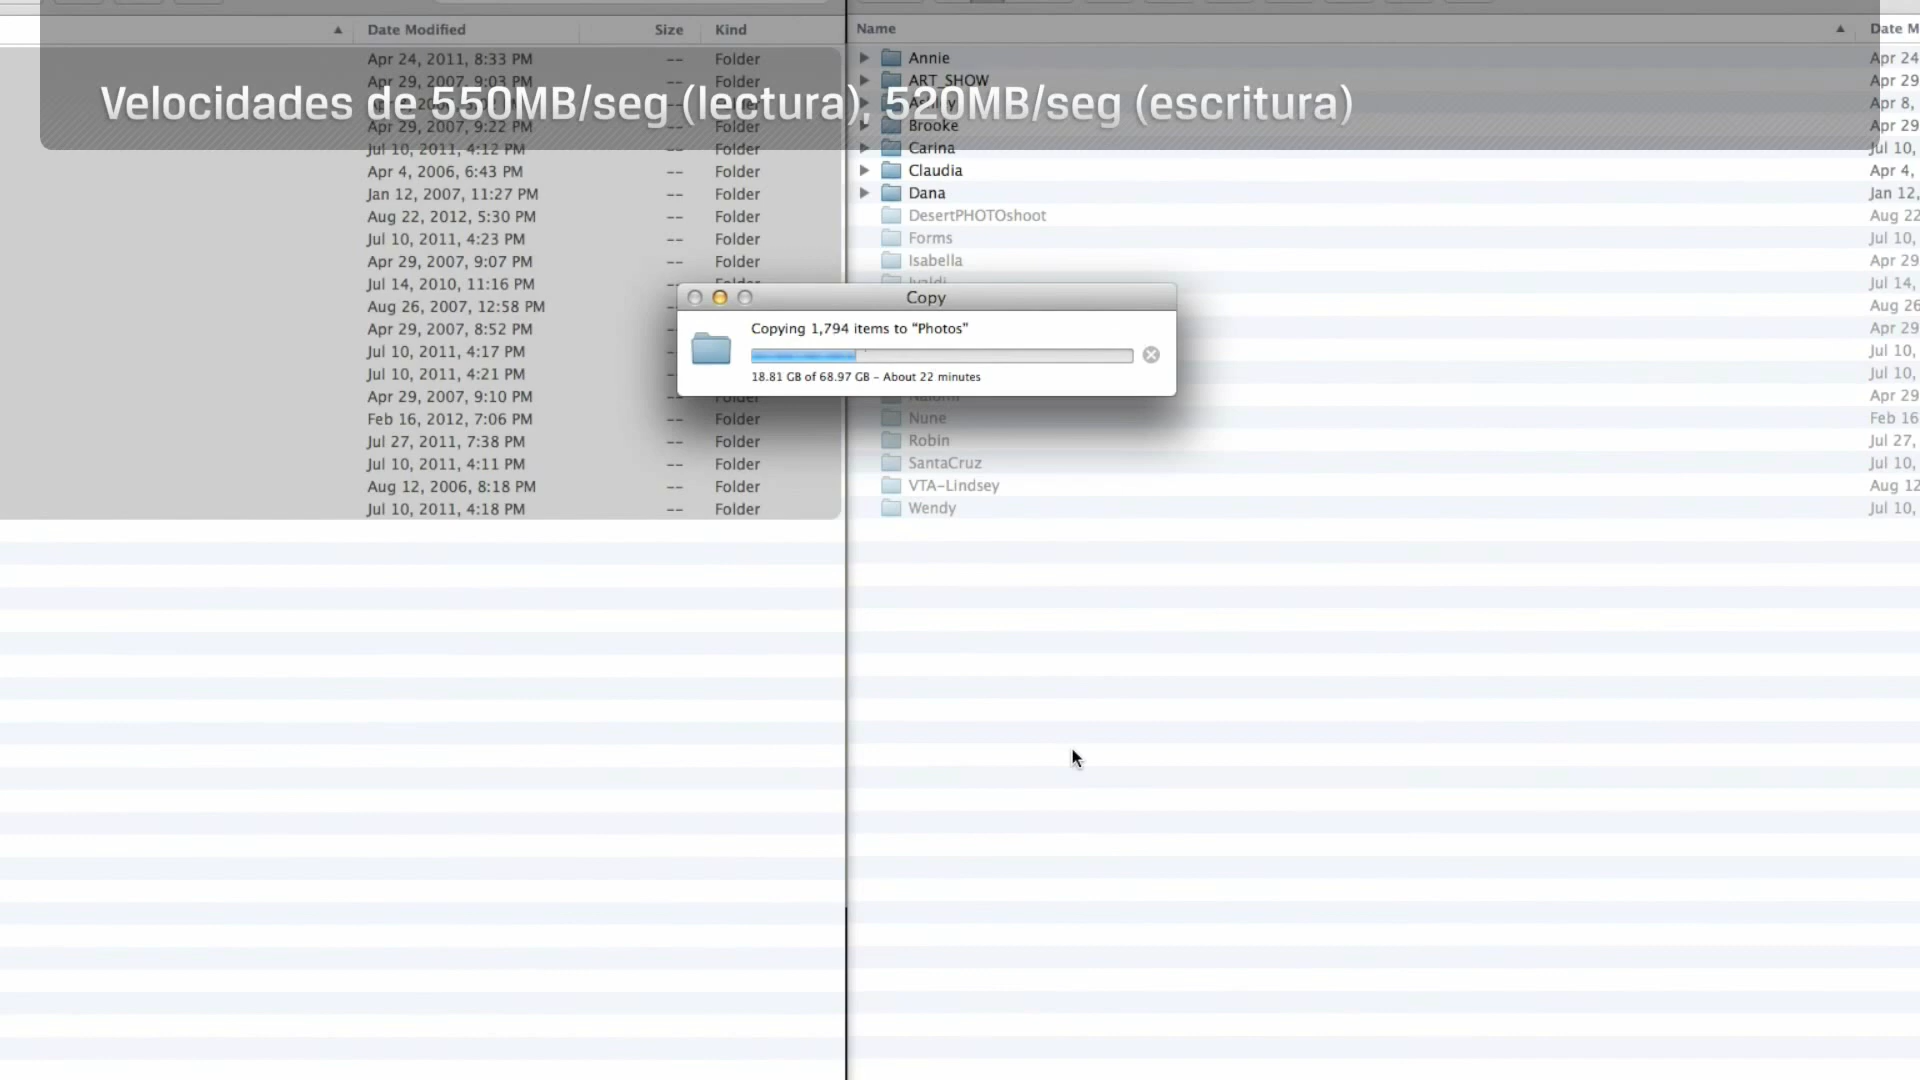 Date Modified Size Kind
Name Date M
Apr 24, 2011, 8:33 PM -- Folder
Annie Apr 24
Apr 29, 2007, 9:03 PM -- Folder
ART_SHOW Apr 29
Velocidades de 550MB/seg (lectura), 520MB/seg (escritura)
Apr 8,
Apr 29, 2007, 9:22 PM -- Folder
Brooke Apr 29
Jul 10, 2011, 4:12 PM -- Folder
Carina Jul 10,
Apr 4, 2006, 6:43 PM -- Folder
Claudia Apr 4,
Jan 12, 2007, 11:27 PM -- Folder
Dana Jan 12,
Aug 22, 2012, 5:30 PM -- Folder
DesertPHOTOshoot Aug 22
Jul 10, 2011, 4:23 PM -- Folder
Forms Jul 10,
Apr 29, 2007, 9:07 PM -- Folder
Isabella Apr 29
Jul 14, 2010, 11:16 PM
Jul 14,
Aug 26, 2007, 12:58 PM
Aug 26
Apr 29, 2007, 8:52 PM
Apr 29
Jul 10, 2011, 4:17 PM
Jul 10,
Jul 10, 2011, 4:21 PM
Jul 10,
Copy
Copying 1,794 items to “Photos”
18.81 GB of 68.97 GB – About 22 minutes
Apr 29, 2007, 9:10 PM Folder
Apr 29
Feb 16, 2012, 7:06 PM -- Folder
Nune Feb 16
Jul 27, 2011, 7:38 PM -- Folder
Robin Jul 27,
Jul 10, 2011, 4:11 PM -- Folder
SantaCruz Jul 10,
Aug 12, 2006, 8:18 PM -- Folder
VTA-Lindsey Aug 12
Jul 10, 2011, 4:18 PM -- Folder
Wendy Jul 10,